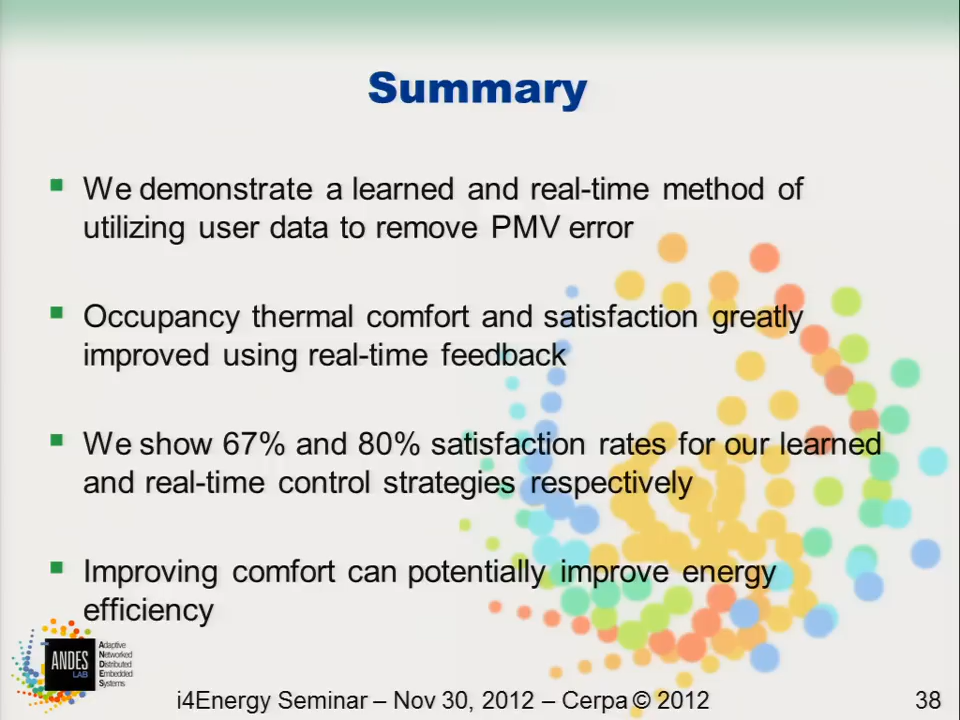 Summary
We demonstrate a learned and real-time method of
utilizing user data to remove PMV error
Occupancy thermal comfort and satisfaction greatly
improved using real-time feedback
We show 67% and 80% satisfaction rates for our learned
and real-time control strategies respectively
Improving comfort can potentially improve energy
efficiency
ANDES
LAB
Adaptive
Networked
Distributed
Embedded
Systems
i4Energy Seminar – Nov 30, 2012 – Cerpa © 2012
38